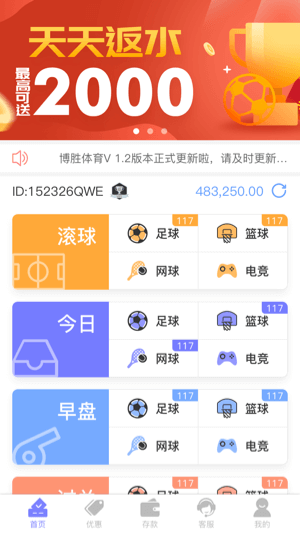 天天返水
最高可送
2000
博胜体育V 1.2版本正式更新啦，请及时更新…
ID:152326QWE 483,250.00
滚球
足球 117 篮球
网球 电竞
今日
足球 117 篮球
117 网球 电竞
早盘
足球 117 篮球
网球 电竞
117 117
足球 篮球
首页 优惠 存款 客服 我的